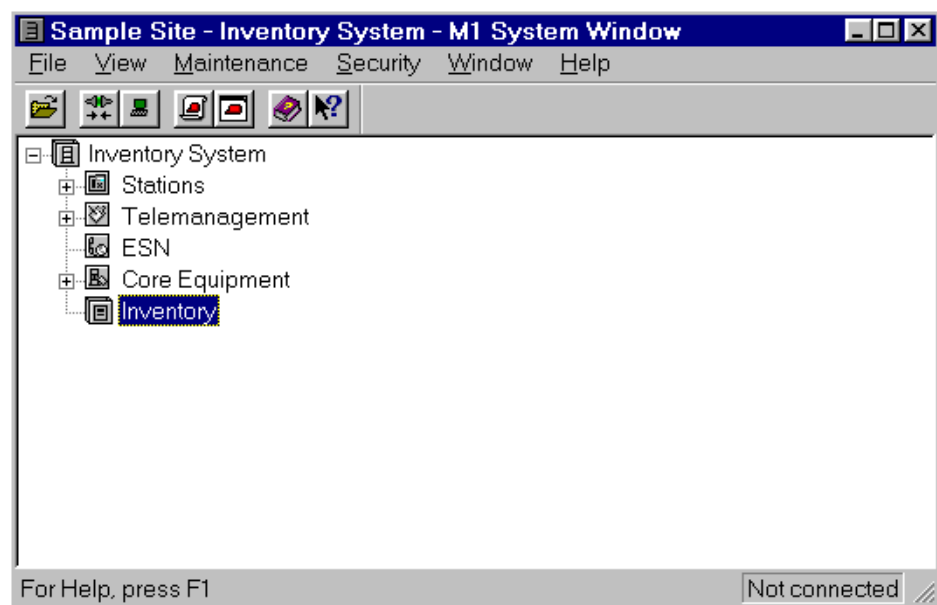 Sample Site - Inventory System - M1 System Window
File View Maintenance Security Window Help
Inventory System
Stations
Telemanagement
ESN
Core Equipment
Inventory
For Help, press F1
Not connected